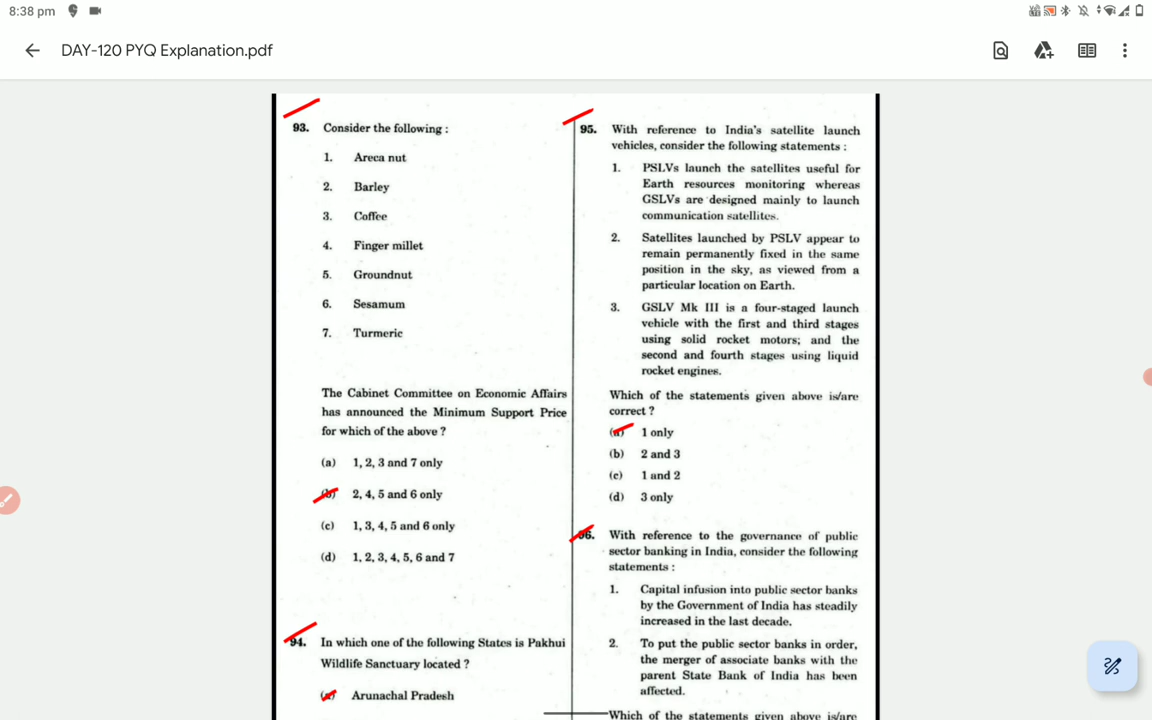 8:38 pm
DAY-120 PYQ Explanation.pdf
93. Consider the following :
1. Areca nut
2. Barley
3. Coffee
4. Finger millet
5. Groundnut
6. Sesamum
7. Turmeric
The Cabinet Committee on Economic Affairs
has announced the Minimum Support Price
for which of the above ?
(a) 1, 2, 3 and 7 only
(b) 2, 4, 5 and 6 only
(c) 1, 3, 4, 5 and 6 only
(d) 1, 2, 3, 4, 5, 6 and 7
94. In which one of the following States is Pakhui
Wildlife Sanctuary located ?
(a) Arunachal Pradesh
95. With reference to India's satellite launch
vehicles, consider the following statements :
1. PSLVs launch the satellites useful for
Earth resources monitoring whereas
GSLVs are designed mainly to launch
communication satellites.
2. Satellites launched by PSLV appear to
remain permanently fixed in the same
position in the sky, as viewed from a
particular location on Earth.
3. GSLV Mk III is a four-staged launch
vehicle with the first and third stages
using solid rocket motors; and the
second and fourth stages using liquid
rocket engines.
Which of the statements given above is/are
correct ?
(a) 1 only
(b) 2 and 3
(c) 1 and 2
(d) 3 only
96. With reference to the governance of public
sector banking in India, consider the following
statements :
1. Capital infusion into public sector banks
by the Government of India has steadily
increased in the last decade.
2. To put the public sector banks in order,
the merger of associate banks with the
parent State Bank of India has been
affected.
Which of the statements given above is/are